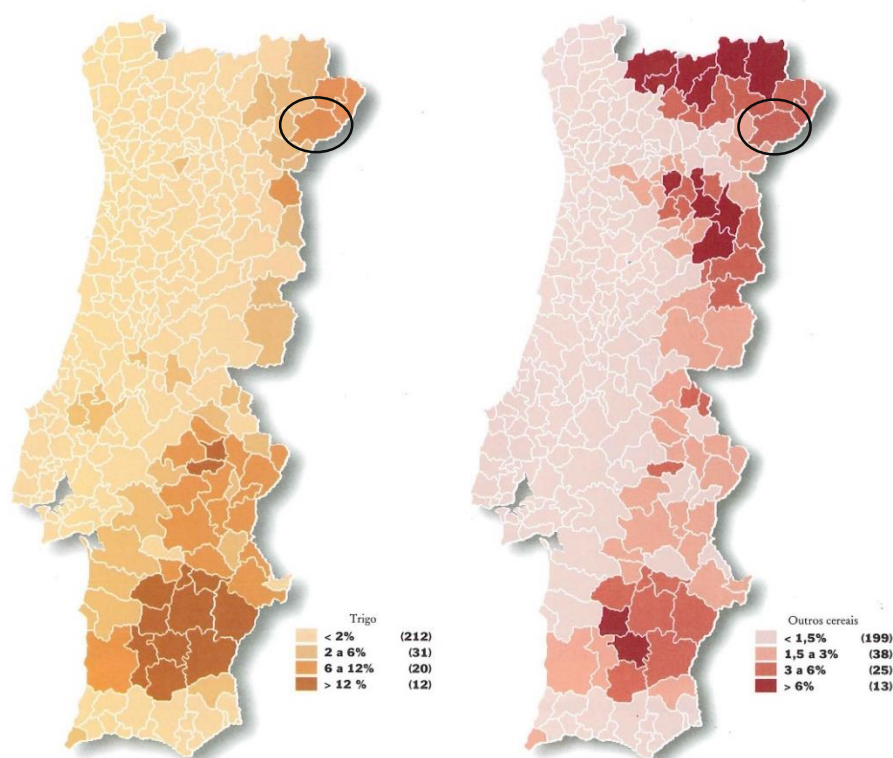 Trigo
< 2% (212)
2 a 6% (31)
6 a 12% (20)
> 12 % (12)
Outros cereais
< 1,5% (199)
1,5 a 3% (38)
3 a 6% (25)
> 6% (13)